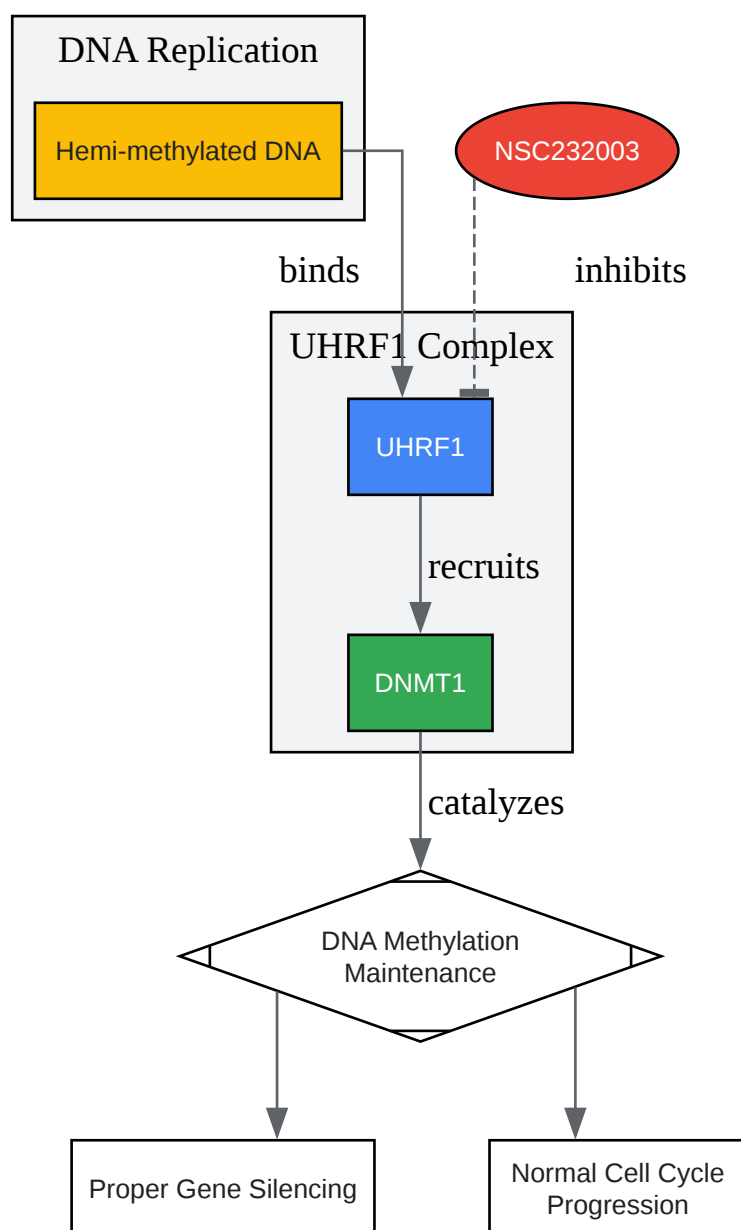 DNA Replication
Hemi-methylated DNA
NSC232003
binds
inhibits
UHRF1 Complex
UHRF1
recruits
DNMT1
catalyzes
DNA Methylation
Maintenance
Proper Gene Silencing
Normal Cell Cycle
Progression